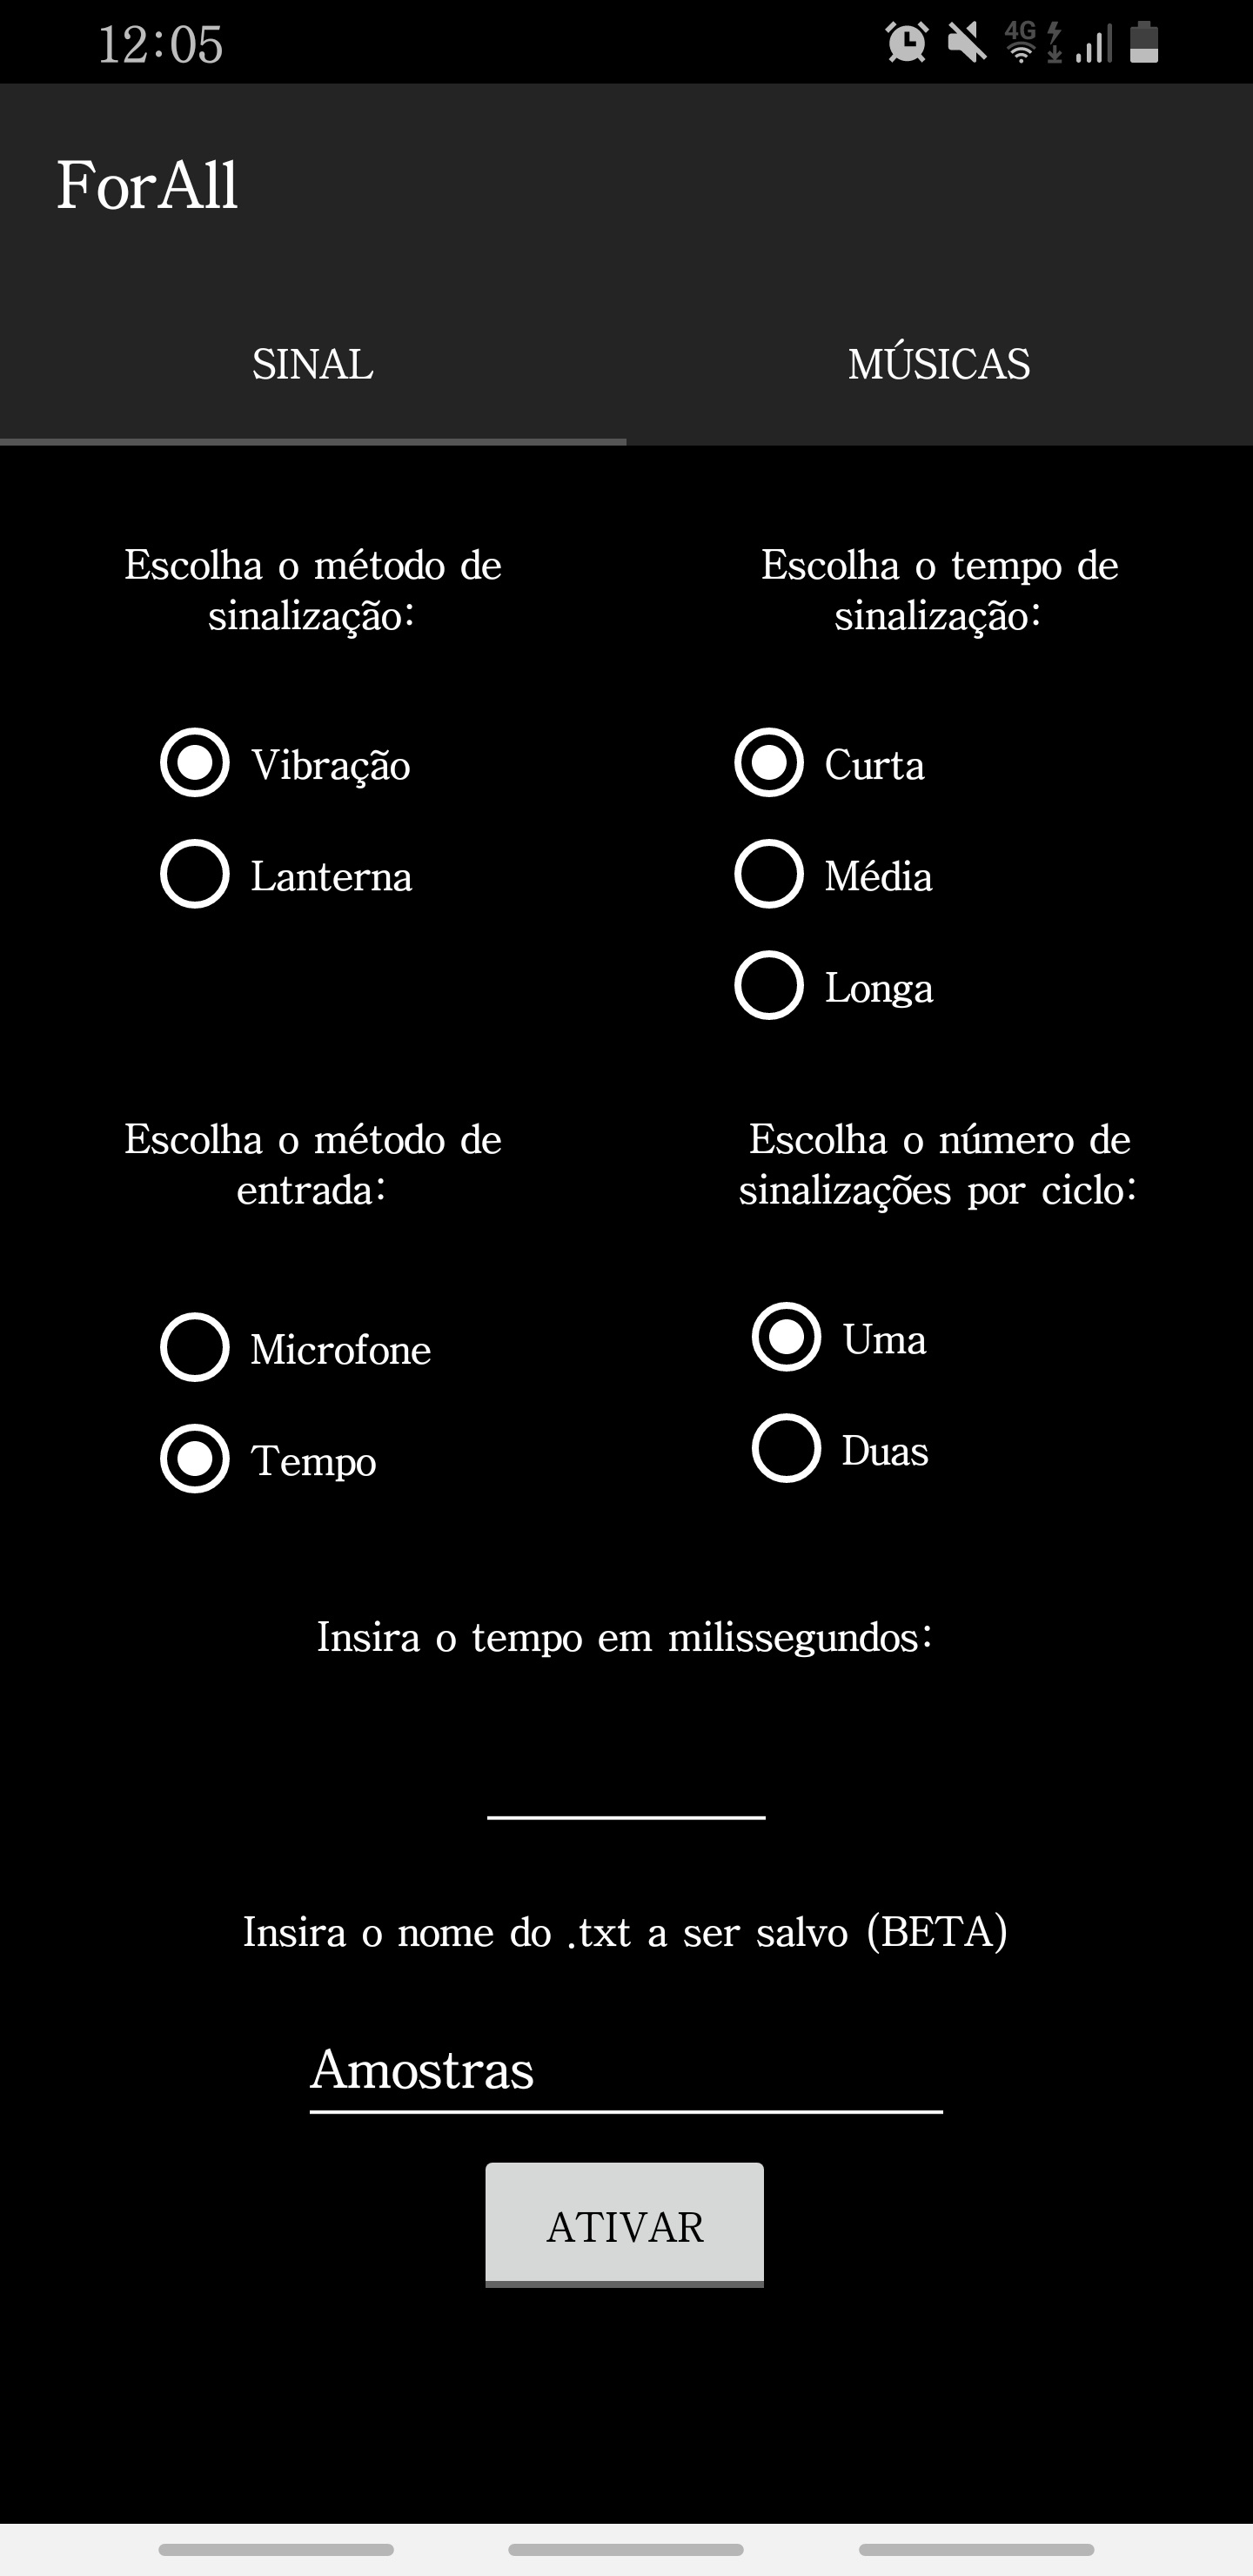 12:05
4G
ForAll
SINAL
MÚSICAS
Escolha o método de
sinalização:
Vibração
Lanterna
Escolha o tempo de
sinalização:
Curta
Média
Longa
Escolha o método de
entrada:
Microfone
Tempo
Escolha o número de
sinalizações por ciclo:
Uma
Duas
Insira o tempo em milissegundos:
Insira o nome do .txt a ser salvo (BETA)
Amostras
ATIVAR